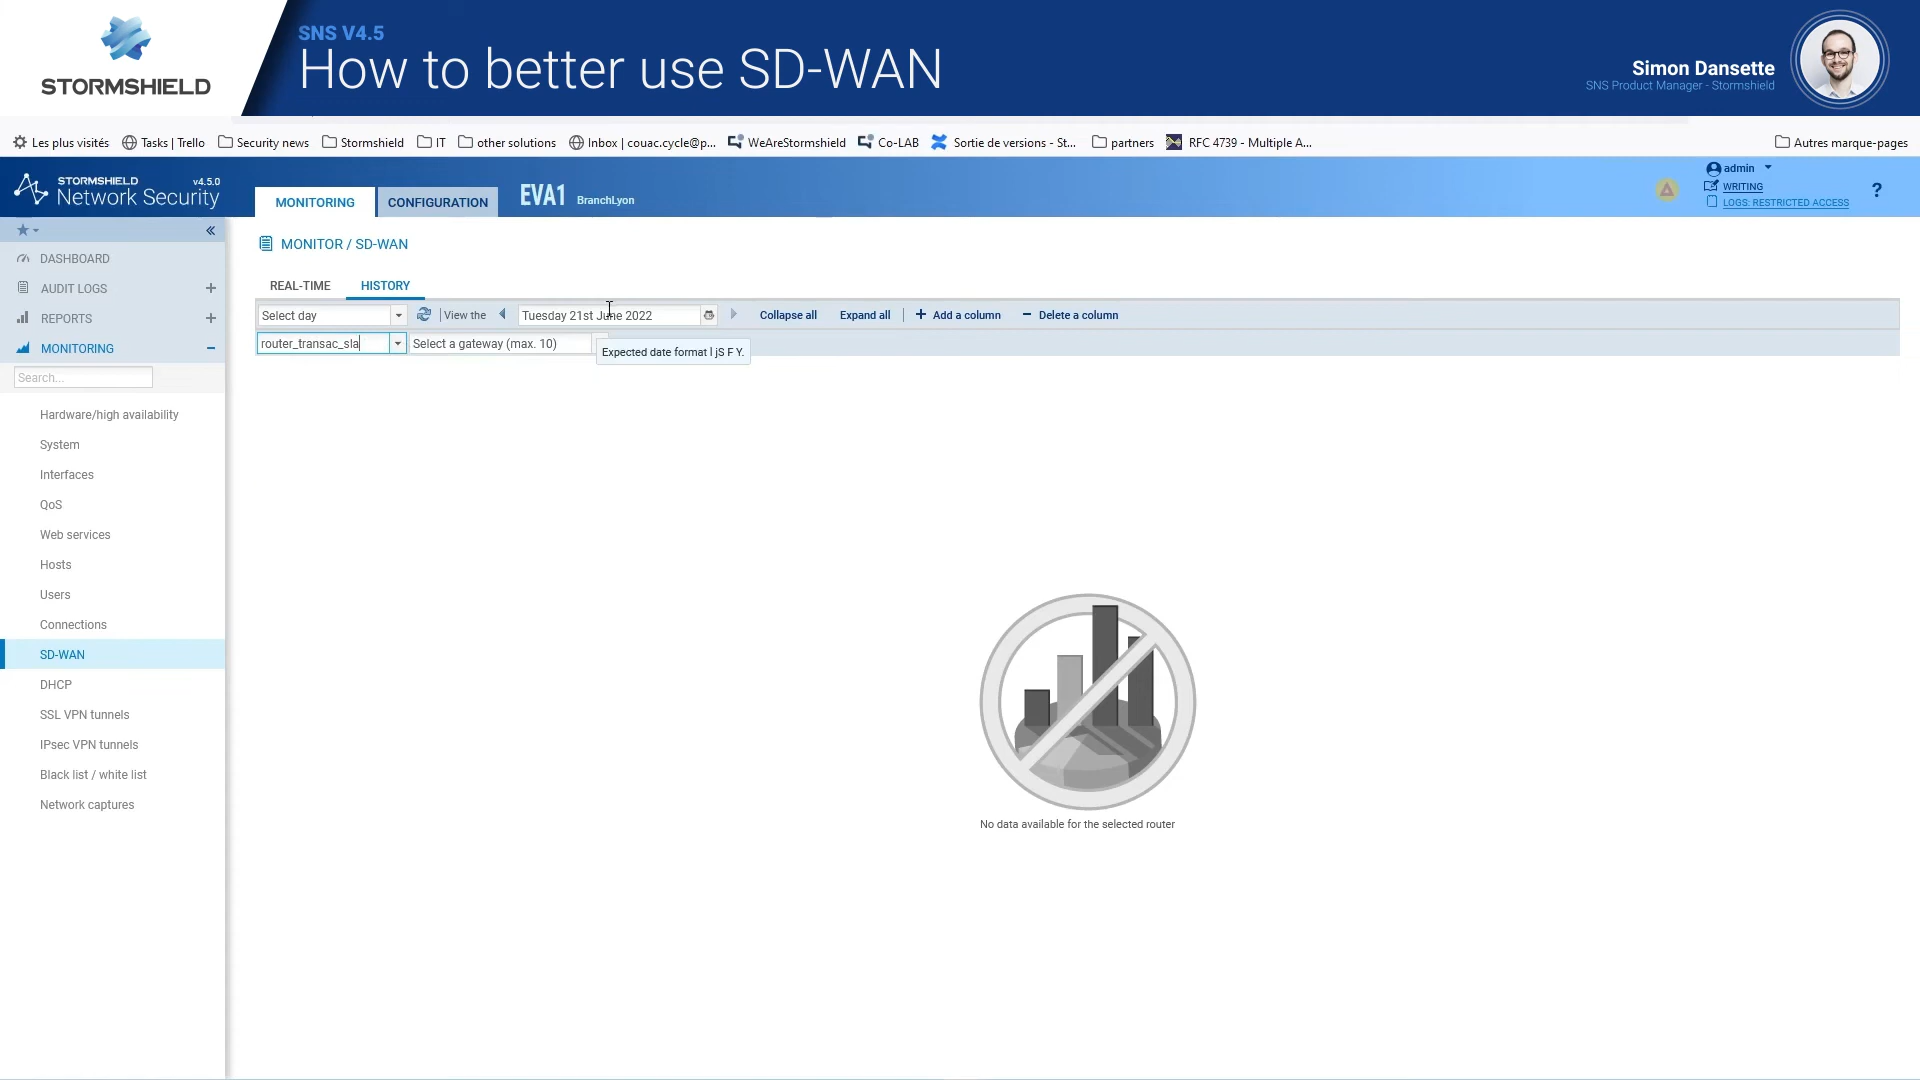 STORMSHIELD
SNS V4.5
How to better use SD-WAN
Simon Dansette
SNS Product Manager - Stormshield
Les plus visités
Tasks | Trello
Security news
Stormshield
IT
other solutions
Inbox | couac.cycle@p...
WeAreStormshield
Co-LAB
Sortie de versions - St...
partners
RFC 4739 - Multiple A...
Autres marque-pages
STORMSHIELD
v4.5.0
Network Security
MONITORING
CONFIGURATION
EVA1
BranchLyon
admin
WRITING
LOGS: RESTRICTED ACCESS
?
DASHBOARD
AUDIT LOGS
REPORTS
MONITORING
Search...
Hardware/high availability
System
Interfaces
QoS
Web services
Hosts
Users
Connections
SD-WAN
DHCP
SSL VPN tunnels
IPsec VPN tunnels
Black list / white list
Network captures
MONITOR / SD-WAN
REAL-TIME
HISTORY
Select day
View the
Tuesday 21st June 2022
Collapse all
Expand all
Add a column
Delete a column
router_transac_sla
Select a gateway (max. 10)
Expected date format l jS F Y.
No data available for the selected router